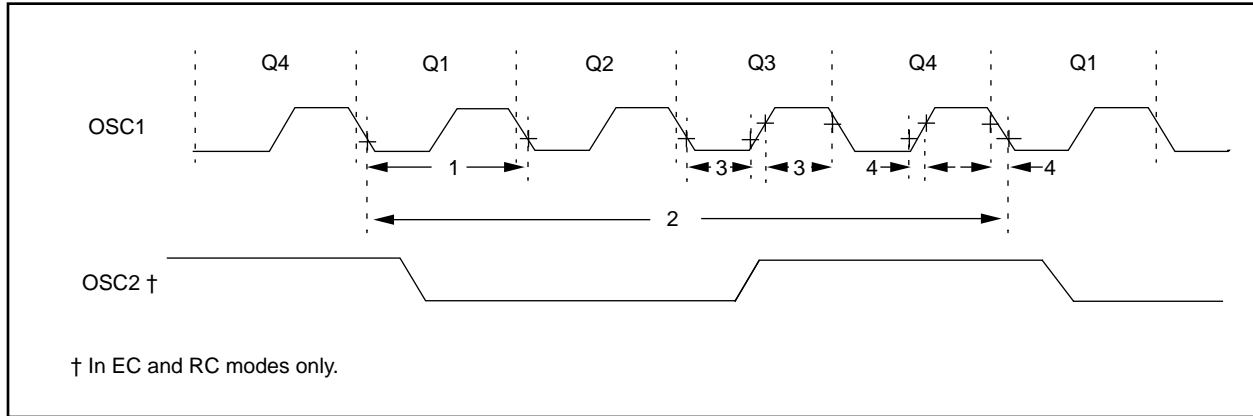 Q4 Q1 Q2 Q3 Q4 Q1
OSC1
1 3 3 4 4
2
OSC2 †
† In EC and RC modes only.